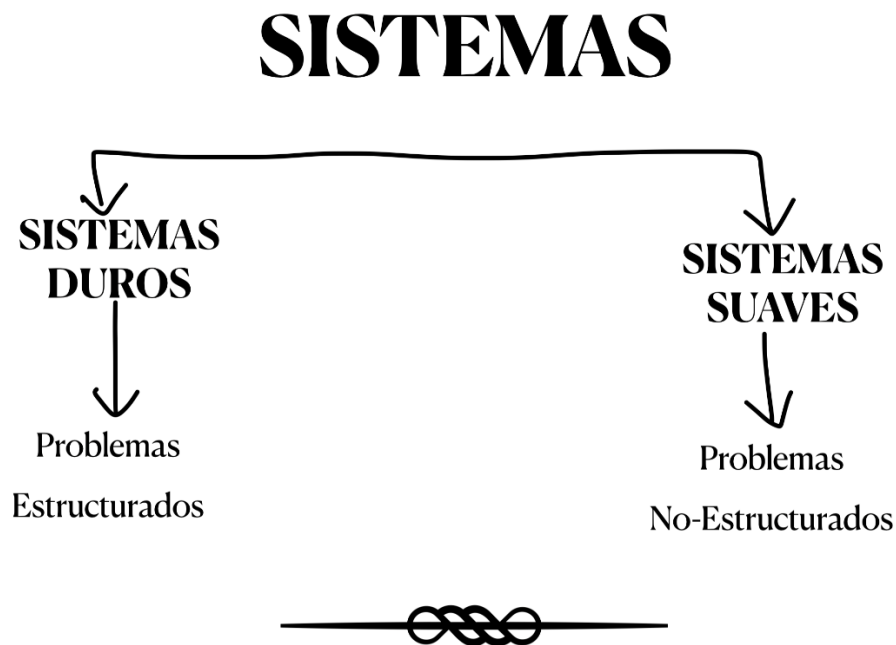 SISTEMAS
SISTEMAS
DUROS
Problemas
Estructurados
SISTEMAS
SUAVES
Problemas
No-Estructurados